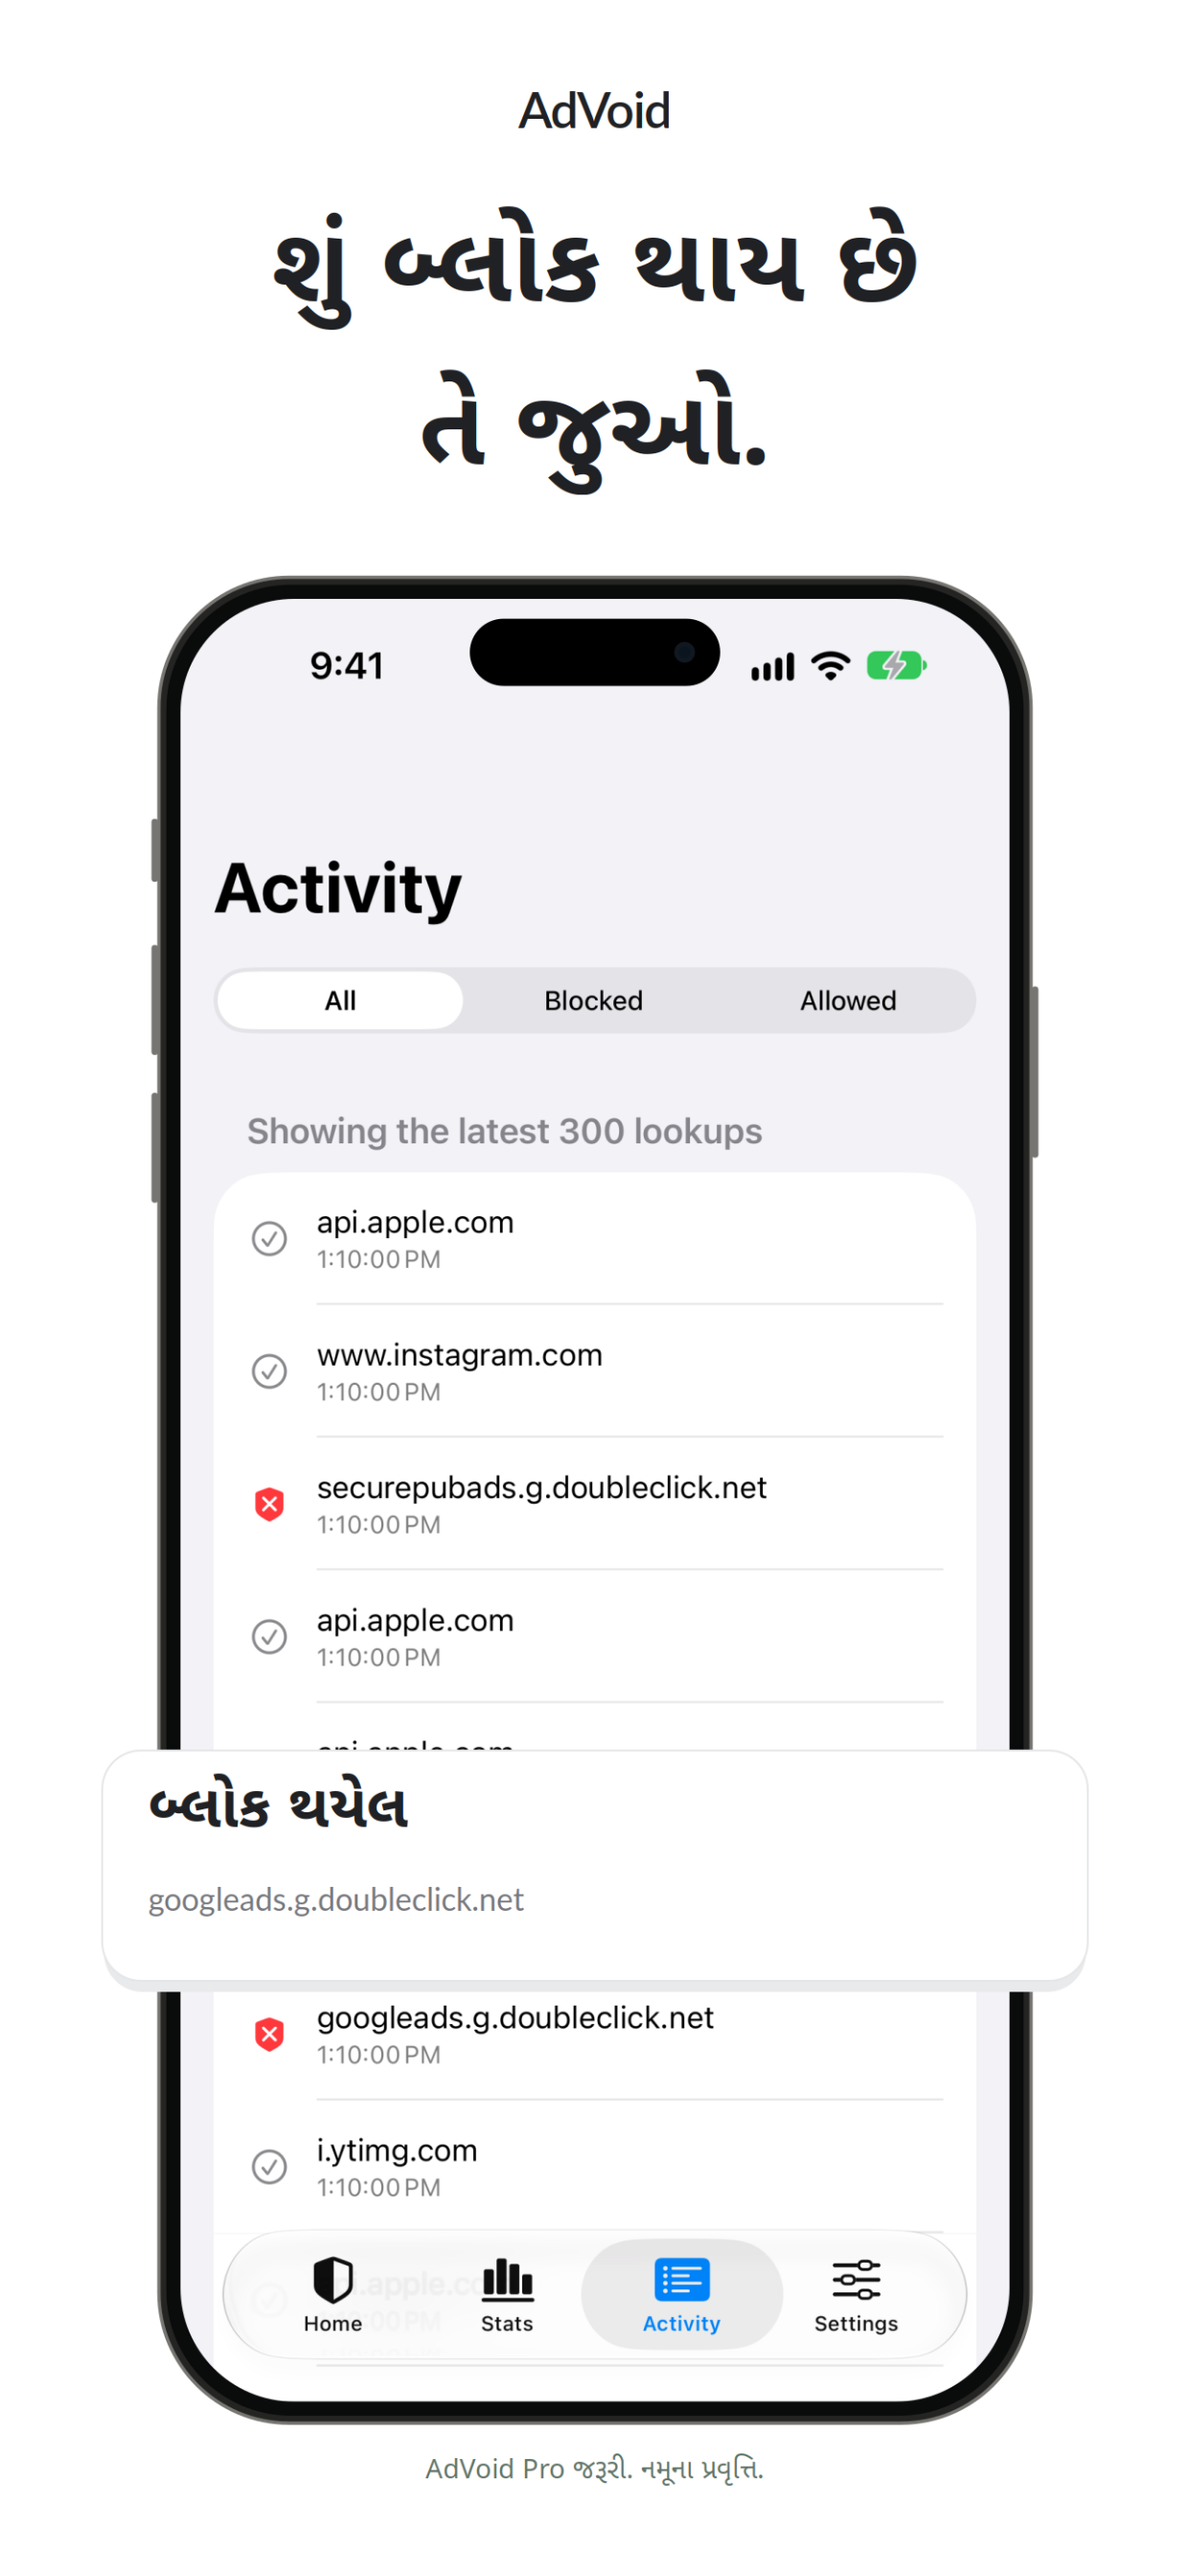 AdVoid
શું બ્લોક થાય છે
તે જુઓ.
9:41
Activity
All Blocked Allowed
Showing the latest 300 lookups
api.apple.com
1:10:00 PM
www.instagram.com
1:10:00 PM
securepubads.g.doubleclick.net
1:10:00 PM
api.apple.com
1:10:00 PM
api.apple.com
બ્લોક થયેલ
googleads.g.doubleclick.net
googleads.g.doubleclick.net
1:10:00 PM
i.ytimg.com
1:10:00 PM
Home Stats Activity Settings
AdVoid Pro જરૂરી. નમૂના પ્રવૃત્તિ.